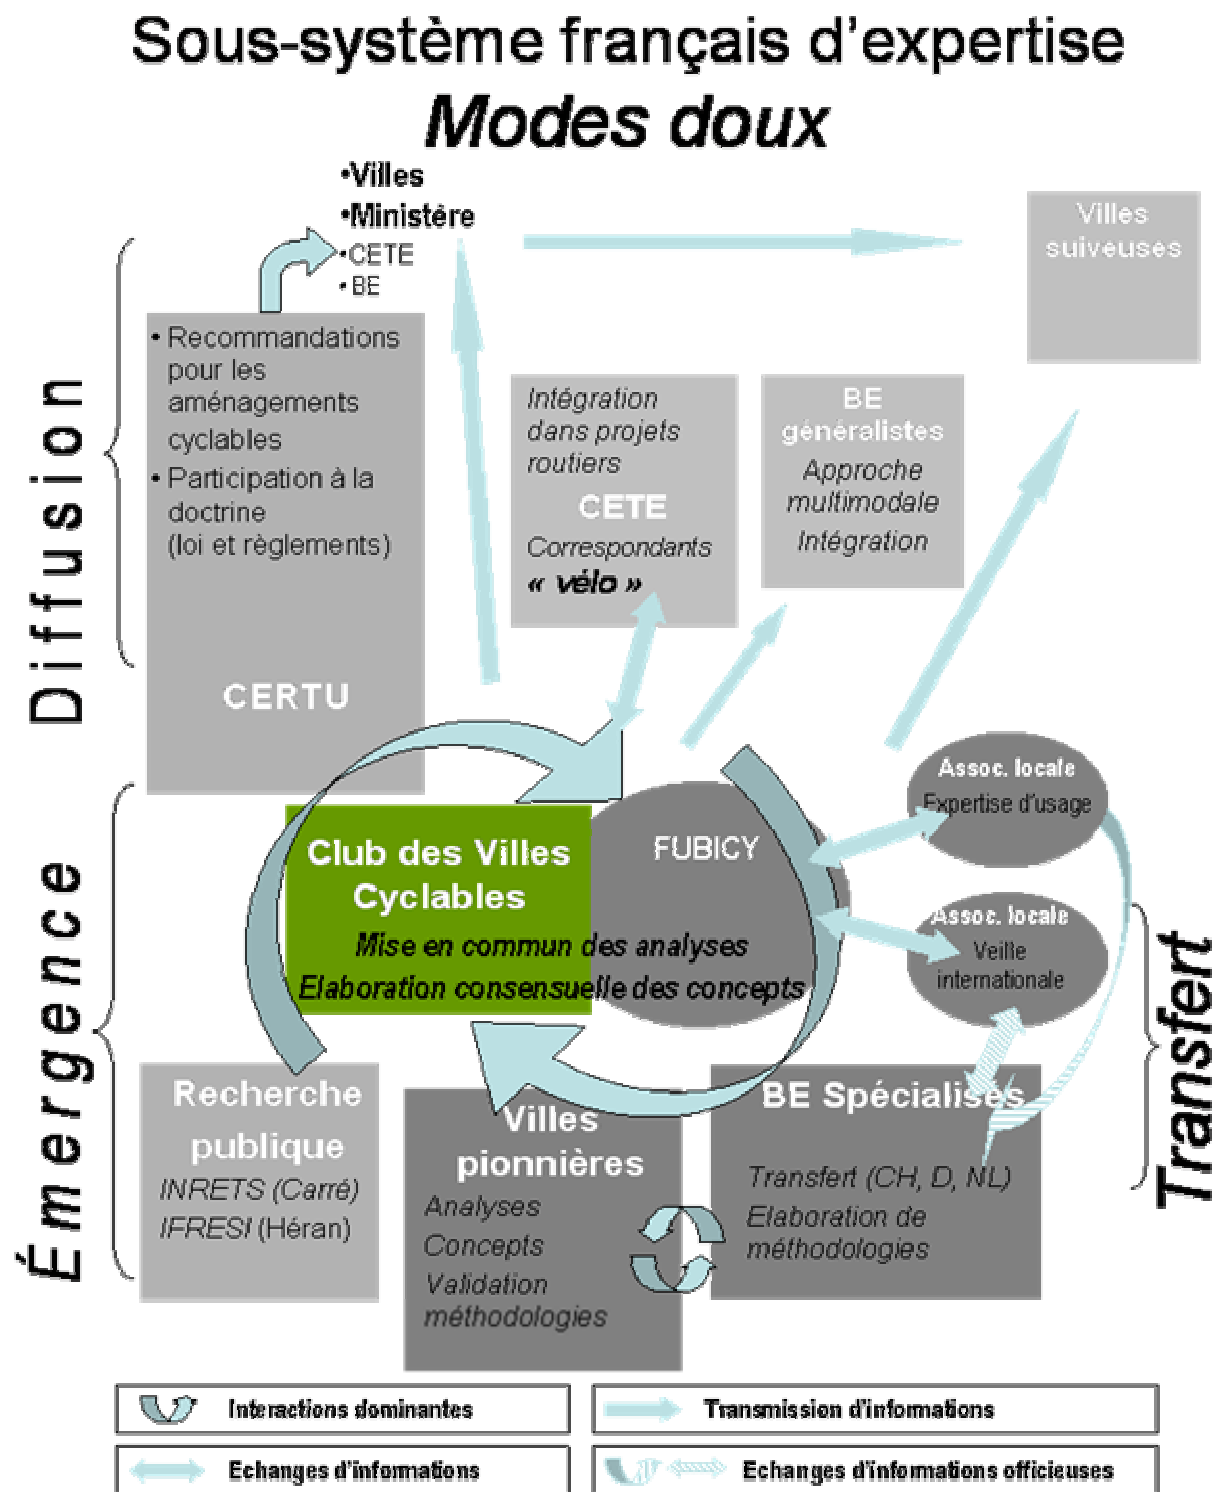 Sous-système français d’expertise
Modes doux
•Villes
•Ministère
•CETE
•BE
Villes
suiveuses
Diffusion
• Recommandations
pour les
aménagements
cyclables
• Participation à la
doctrine
(loi et règlements)
CERTU
Intégration
dans projets
routiers
CETE
Correspondants
« vélo »
BE
généralistes
Approche
multimodale
Intégration
Émergence
Club des Villes
Cyclables
FUBICY
Mise en commun des analyses
Elaboration consensuelle des concepts
Assoc. locale
Expertise d’usage
Assoc. locale
Veille
internationale
Transfert
Recherche
publique
INRETS (Carré)
IFRESI (Héran)
Villes
pionnières
Analyses
Concepts
Validation
méthodologies
BE Spécialisés
Transfert (CH, D, NL)
Elaboration de
méthodologies
Interactions dominantes
Transmission d’informations
Echanges d’informations
Echanges d’informations officieuses